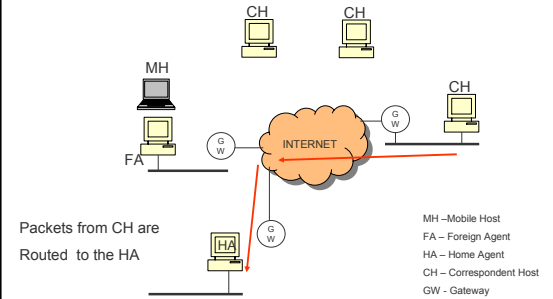 CH
CH
MH
CH
G
W
INTERNET
G
W
FA
G
W
HA
Packets from CH are
Routed to the HA
MH –Mobile Host
FA – Foreign Agent
HA – Home Agent
CH – Correspondent Host
GW - Gateway